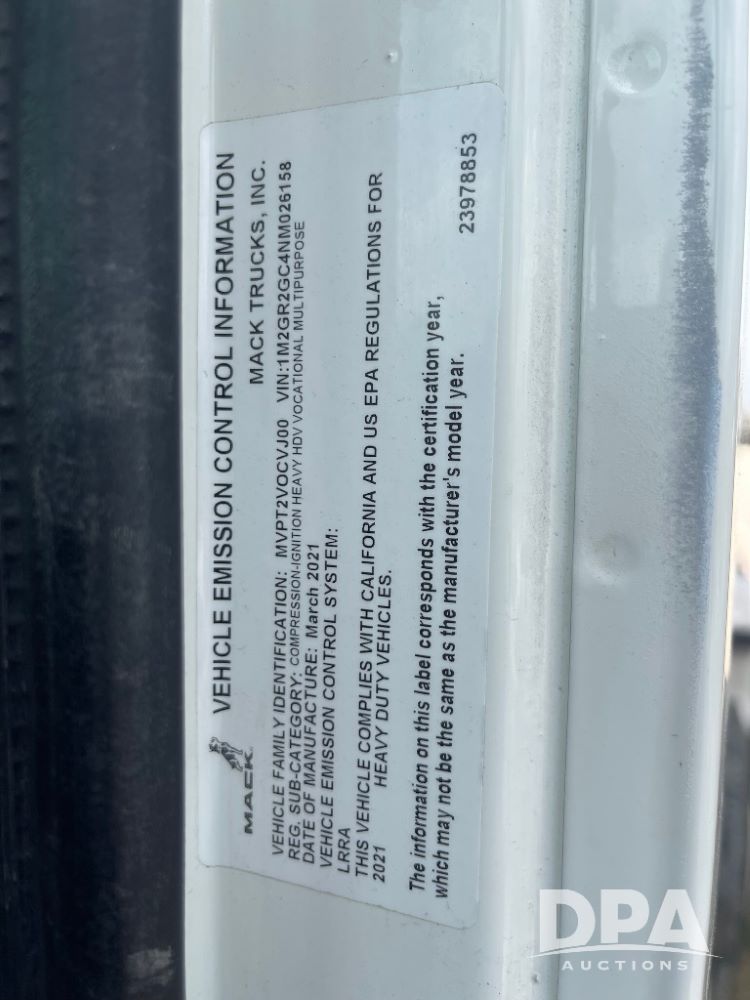 MACK
VEHICLE EMISSION CONTROL INFORMATION
MACK TRUCKS, INC.
VEHICLE FAMILY IDENTIFICATION: MVPT2VOCVJ00 VIN:1M2GR2GC4NM026158
REG. SUB-CATEGORY: COMPRESSION-IGNITION HEAVY HDV VOCATIONAL MULTIPURPOSE
DATE OF MANUFACTURE: March 2021
VEHICLE EMISSION CONTROL SYSTEM:
LRRA
THIS VEHICLE COMPLIES WITH CALIFORNIA AND US EPA REGULATIONS FOR
2021 HEAVY DUTY VEHICLES.
The information on this label corresponds with the certification year,
which may not be the same as the manufacturer's model year.
23978853
DPA
AUCTIONS